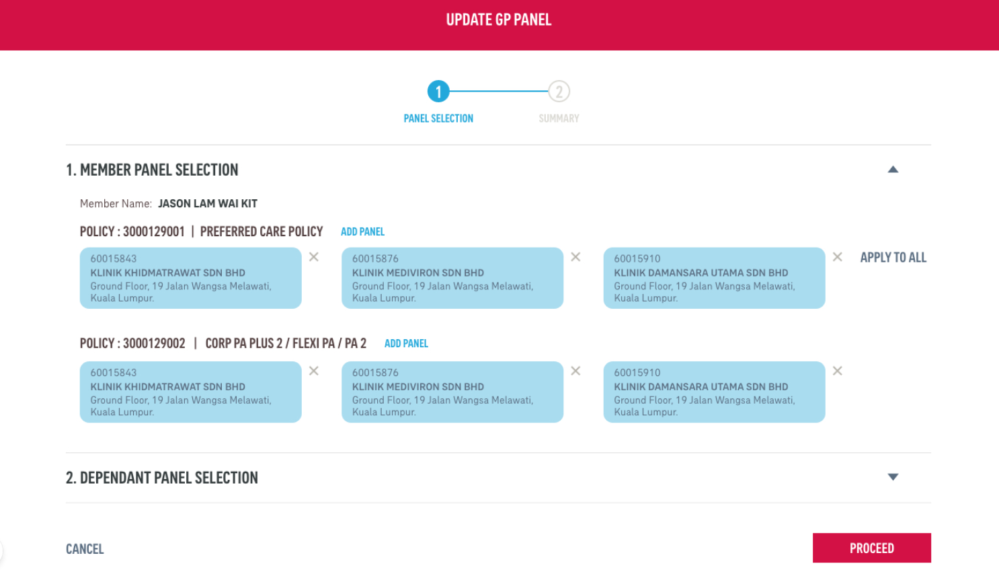 UPDATE GP PANEL
1
2
PANEL SELECTION
SUMMARY
1. MEMBER PANEL SELECTION
Member Name: JASON LAM WAI KIT
POLICY : 3000129001 | PREFERRED CARE POLICY ADD PANEL
60015843
KLINIK KHIDMATRAWAT SDN BHD
Ground Floor, 19 Jalan Wangsa Melawati,
Kuala Lumpur.
60015876
KLINIK MEDIVIRON SDN BHD
Ground Floor, 19 Jalan Wangsa Melawati,
Kuala Lumpur.
60015910
KLINIK DAMANSARA UTAMA SDN BHD
Ground Floor, 19 Jalan Wangsa Melawati,
Kuala Lumpur.
APPLY TO ALL
POLICY : 3000129002 | CORP PA PLUS 2 / FLEXI PA / PA 2 ADD PANEL
60015843
KLINIK KHIDMATRAWAT SDN BHD
Ground Floor, 19 Jalan Wangsa Melawati,
Kuala Lumpur.
60015876
KLINIK MEDIVIRON SDN BHD
Ground Floor, 19 Jalan Wangsa Melawati,
Kuala Lumpur.
60015910
KLINIK DAMANSARA UTAMA SDN BHD
Ground Floor, 19 Jalan Wangsa Melawati,
Kuala Lumpur.
2. DEPENDANT PANEL SELECTION
CANCEL
PROCEED